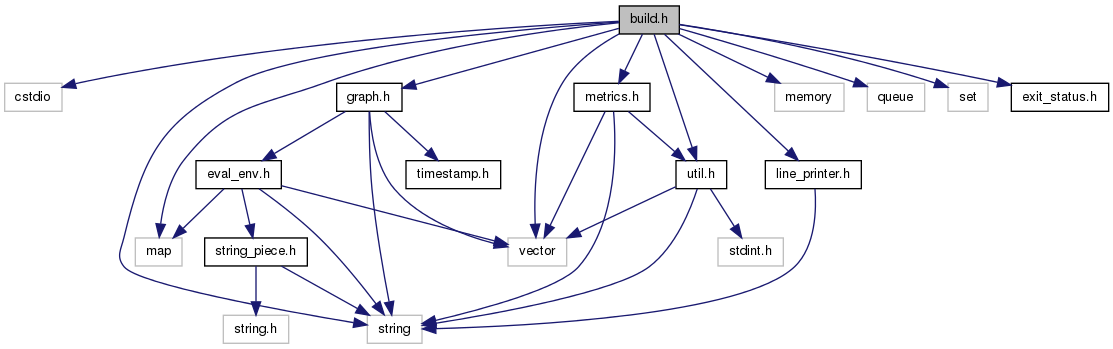 build.h
cstdio
graph.h
metrics.h
memory
queue
set
exit_status.h
eval_env.h
timestamp.h
util.h
line_printer.h
map
string_piece.h
vector
stdint.h
string.h
string